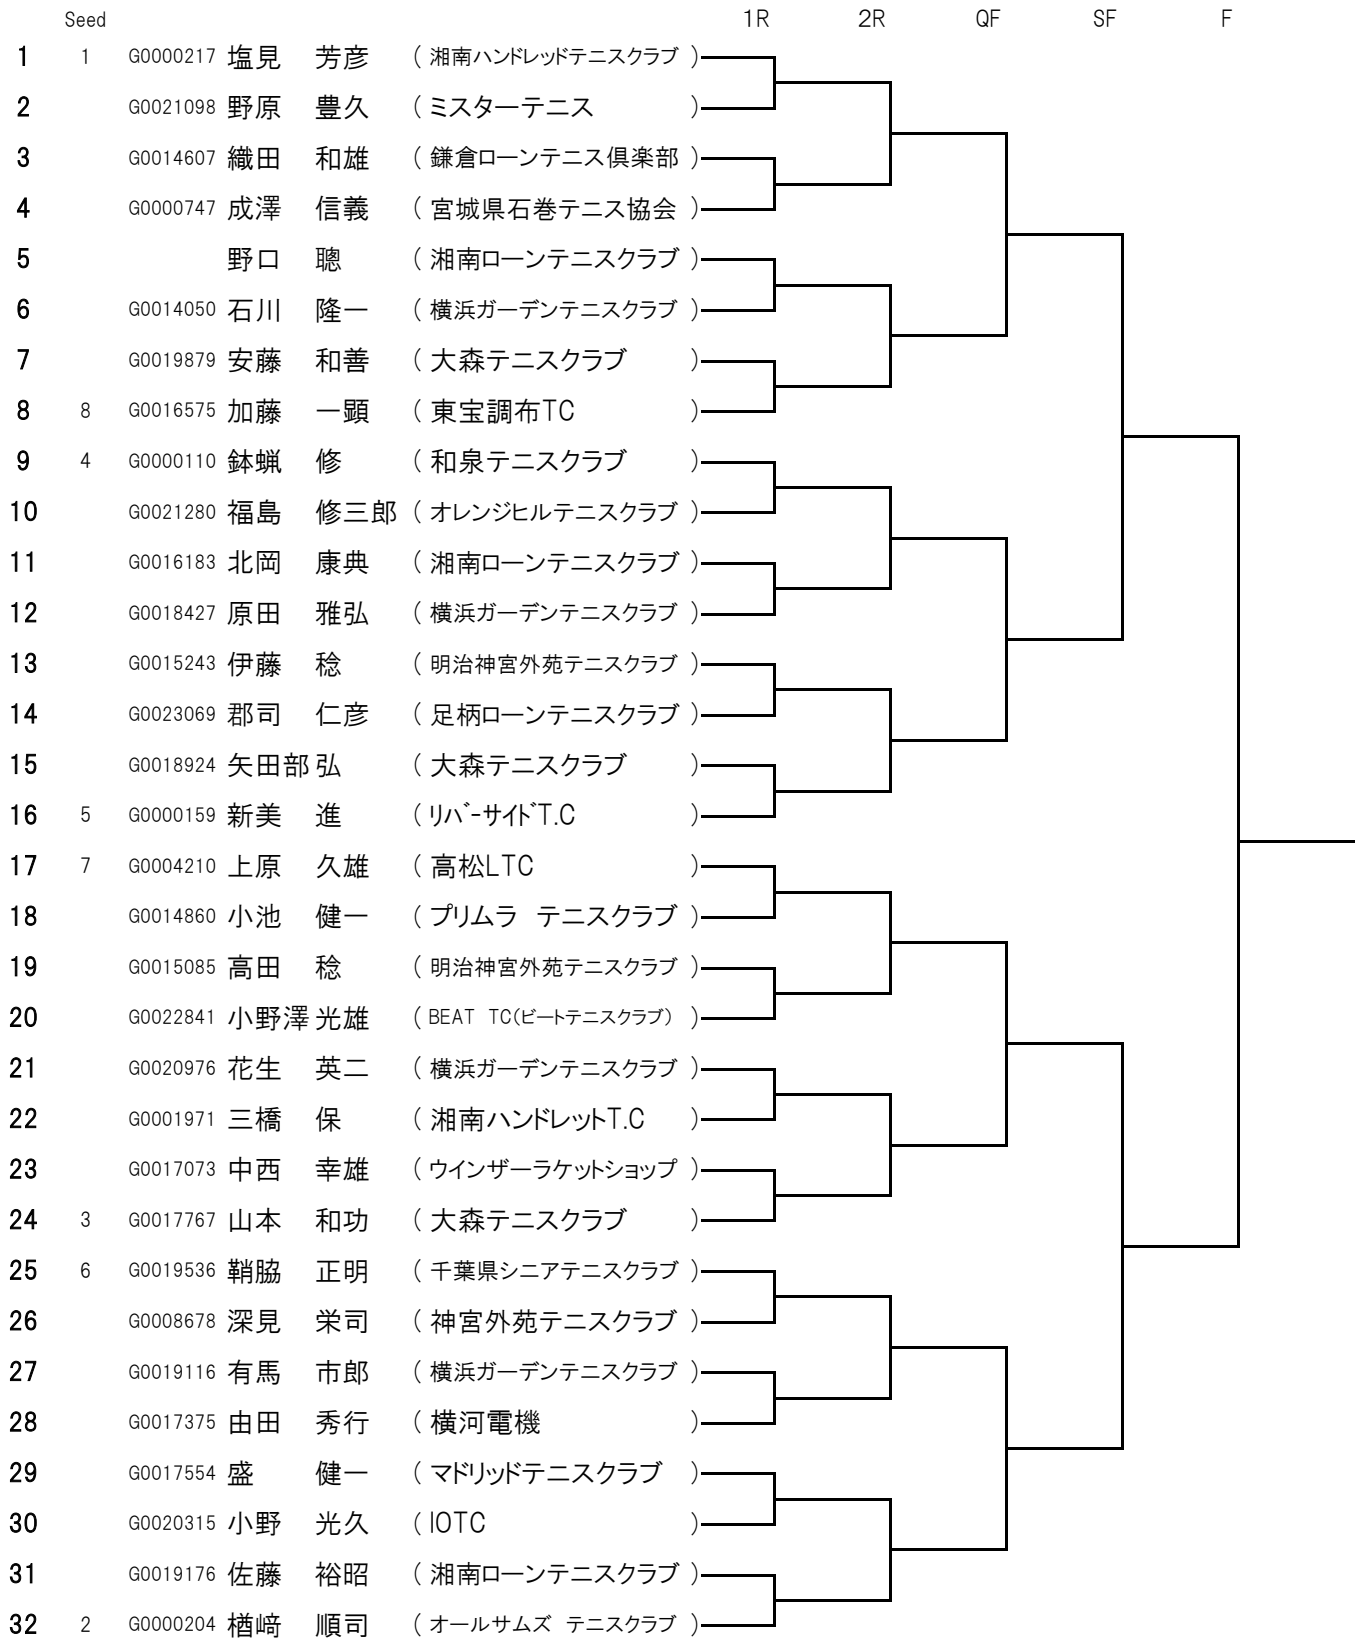 Seed 1R 2R QF SF F
1 1 G0000217 塩見 芳彦 ( 湘南ハンドレッドテニスクラブ )
2 G0021098 野原 豊久 ( ミスターテニス )
3 G0014607 織田 和雄 ( 鎌倉ローンテニス倶楽部 )
4 G0000747 成澤 信義 ( 宮城県石巻テニス協会 )
5 野口 聰 ( 湘南ローンテニスクラブ )
6 G0014050 石川 隆一 ( 横浜ガーデンテニスクラブ )
7 G0019879 安藤 和善 ( 大森テニスクラブ )
8 8 G0016575 加藤 一顕 ( 東宝調布TC )
9 4 G0000110 鉢蝋 修 ( 和泉テニスクラブ )
10 G0021280 福島 修三郎 ( オレンジヒルテニスクラブ )
11 G0016183 北岡 康典 ( 湘南ローンテニスクラブ )
12 G0018427 原田 雅弘 ( 横浜ガーデンテニスクラブ )
13 G0015243 伊藤 稔 ( 明治神宮外苑テニスクラブ )
14 G0023069 郡司 仁彦 ( 足柄ローンテニスクラブ )
15 G0018924 矢田部 弘 ( 大森テニスクラブ )
16 5 G0000159 新美 進 ( ﾘﾊﾞｰｻｲﾄﾞT.C )
17 7 G0004210 上原 久雄 ( 高松LTC )
18 G0014860 小池 健一 ( プリムラ テニスクラブ )
19 G0015085 高田 稔 ( 明治神宮外苑テニスクラブ )
20 G0022841 小野澤 光雄 ( BEAT TC(ビートテニスクラブ) )
21 G0020976 花生 英二 ( 横浜ガーデンテニスクラブ )
22 G0001971 三橋 保 ( 湘南ハンドレットT.C )
23 G0017073 中西 幸雄 ( ウインザーラケットショップ )
24 3 G0017767 山本 和功 ( 大森テニスクラブ )
25 6 G0019536 鞘脇 正明 ( 千葉県シニアテニスクラブ )
26 G0008678 深見 栄司 ( 神宮外苑テニスクラブ )
27 G0019116 有馬 市郎 ( 横浜ガーデンテニスクラブ )
28 G0017375 由田 秀行 ( 横河電機 )
29 G0017554 盛 健一 ( マドリッドテニスクラブ )
30 G0020315 小野 光久 ( IOTC )
31 G0019176 佐藤 裕昭 ( 湘南ローンテニスクラブ )
32 2 G0000204 楢﨑 順司 ( オールサムズ テニスクラブ )